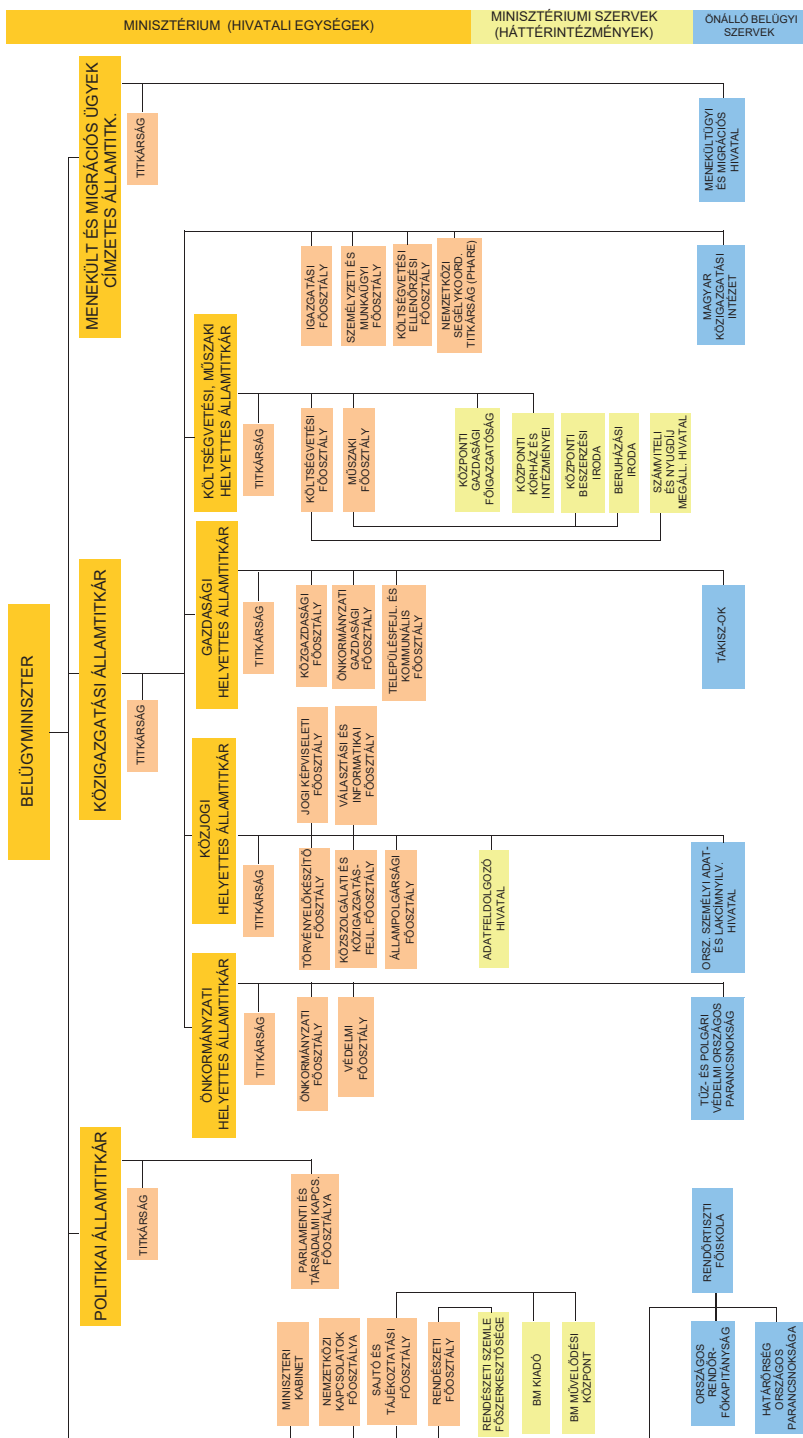 MINISZTÉRIUM (HIVATALI EGYSÉGEK)
MINISZTÉRIUMI SZERVEK
(HÁTTÉRINTÉZMÉNYEK)
ÖNÁLLÓ BELÜGYI
SZERVEK
BELÜGYMINISZTER
MENEKÜLT ÉS MIGRÁCIÓS ÜGYEK
CÍMZETES ÁLLAMTITK.
TITKÁRSÁG
MENEKÜLTÜGYI
ÉS MIGRÁCIÓS
HIVATAL
KÖZIGAZGATÁSI ÁLLAMTITKÁR
TITKÁRSÁG
IGAZGATÁSI
FŐOSZTÁLY
SZEMÉLYZETI ÉS
MUNKAÜGYI
FŐOSZTÁLY
KÖLTSÉGVETÉSI
ELLENŐRZÉSI
FŐOSZTÁLY
NEMZETKÖZI
SEGÉLYKOORD.
TITKÁRSÁG (PHARE)
MAGYAR
KÖZIGAZGATÁSI
INTÉZET
KÖLTSÉGVETÉSI, MŰSZAKI
HELYETTES ÁLLAMTITKÁR
TITKÁRSÁG
KÖLTSÉGVETÉSI
FŐOSZTÁLY
MŰSZAKI
FŐOSZTÁLY
KÖZPONTI
GAZDASÁGI
FŐIGAZGATÓSÁG
KÖZPONTI
KÓRHÁZ ÉS
INTÉZMÉNYEI
KÖZPONTI
BESZERZÉSI
IRODA
BERUHÁZÁSI
IRODA
SZÁMVITELI
ÉS NYUGDÍJ
MEGÁLL. HIVATAL
GAZDASÁGI
HELYETTES ÁLLAMTITKÁR
TITKÁRSÁG
KÖZGAZDASÁGI
FŐOSZTÁLY
ÖNKORMÁNYZATI
GAZDASÁGI
FŐOSZTÁLY
TELEPÜLÉSFEJL. ÉS
KOMMUNÁLIS
FŐOSZTÁLY
TÁKISZ-OK
KÖZJOGI
HELYETTES ÁLLAMTITKÁR
TITKÁRSÁG
JOGI KÉPVISELETI
FŐOSZTÁLY
VÁLASZTÁSI ÉS
INFORMATIKAI
FŐOSZTÁLY
TÖRVÉNYELŐKÉSZÍTŐ
FŐOSZTÁLY
KÖZSZOLGÁLATI ÉS
KÖZIGAZGATÁS-
FEJL. FŐOSZTÁLY
ÁLLAMPOLGÁRSÁGI
FŐOSZTÁLY
ADATFELDOLGOZÓ
HIVATAL
ORSZ. SZEMÉLYI ADAT-
ÉS LAKCÍMNYILV.
HIVATAL
ÖNKORMÁNYZATI
HELYETTES ÁLLAMTITKÁR
TITKÁRSÁG
ÖNKORMÁNYZATI
FŐOSZTÁLY
VÉDELMI
FŐOSZTÁLY
TŰZ- ÉS POLGÁRI
VÉDELMI ORSZÁGOS
PARANCSNOKSÁG
POLITIKAI ÁLLAMTITKÁR
TITKÁRSÁG
PARLAMENTI ÉS
TÁRSADALMI KAPCS.
FŐOSZTÁLYA
MINISZTERI
KABINET
NEMZETKÖZI
KAPCSOLATOK
FŐOSZTÁLYA
SAJTÓ ÉS
TÁJÉKOZTATÁSI
FŐOSZTÁLY
RENDÉSZETI
FŐOSZTÁLY
RENDÉSZETI SZEMLE
FŐSZERKESZTŐSÉGE
BM KIADÓ
BM MŰVELŐDÉSI
KÖZPONT
RENDŐRTISZTI
FŐISKOLA
ORSZÁGOS
RENDŐR-
FŐKAPITÁNYSÁG
HATÁRŐRSÉG
ORSZÁGOS
PARANCSNOKSÁGA